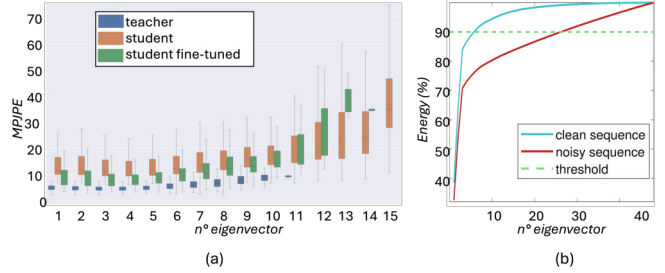 70
60
50
40
30
20
10
0
MPJPE
teacher
student
student fine-tuned
1 2 3 4 5 6 7 8 9 10 11 12 13 14 15
n° eigenvector
(a)
100
90
80
70
60
50
40
Energy (%)
clean sequence
noisy sequence
threshold
10 20 30 40
n° eigenvector
(b)